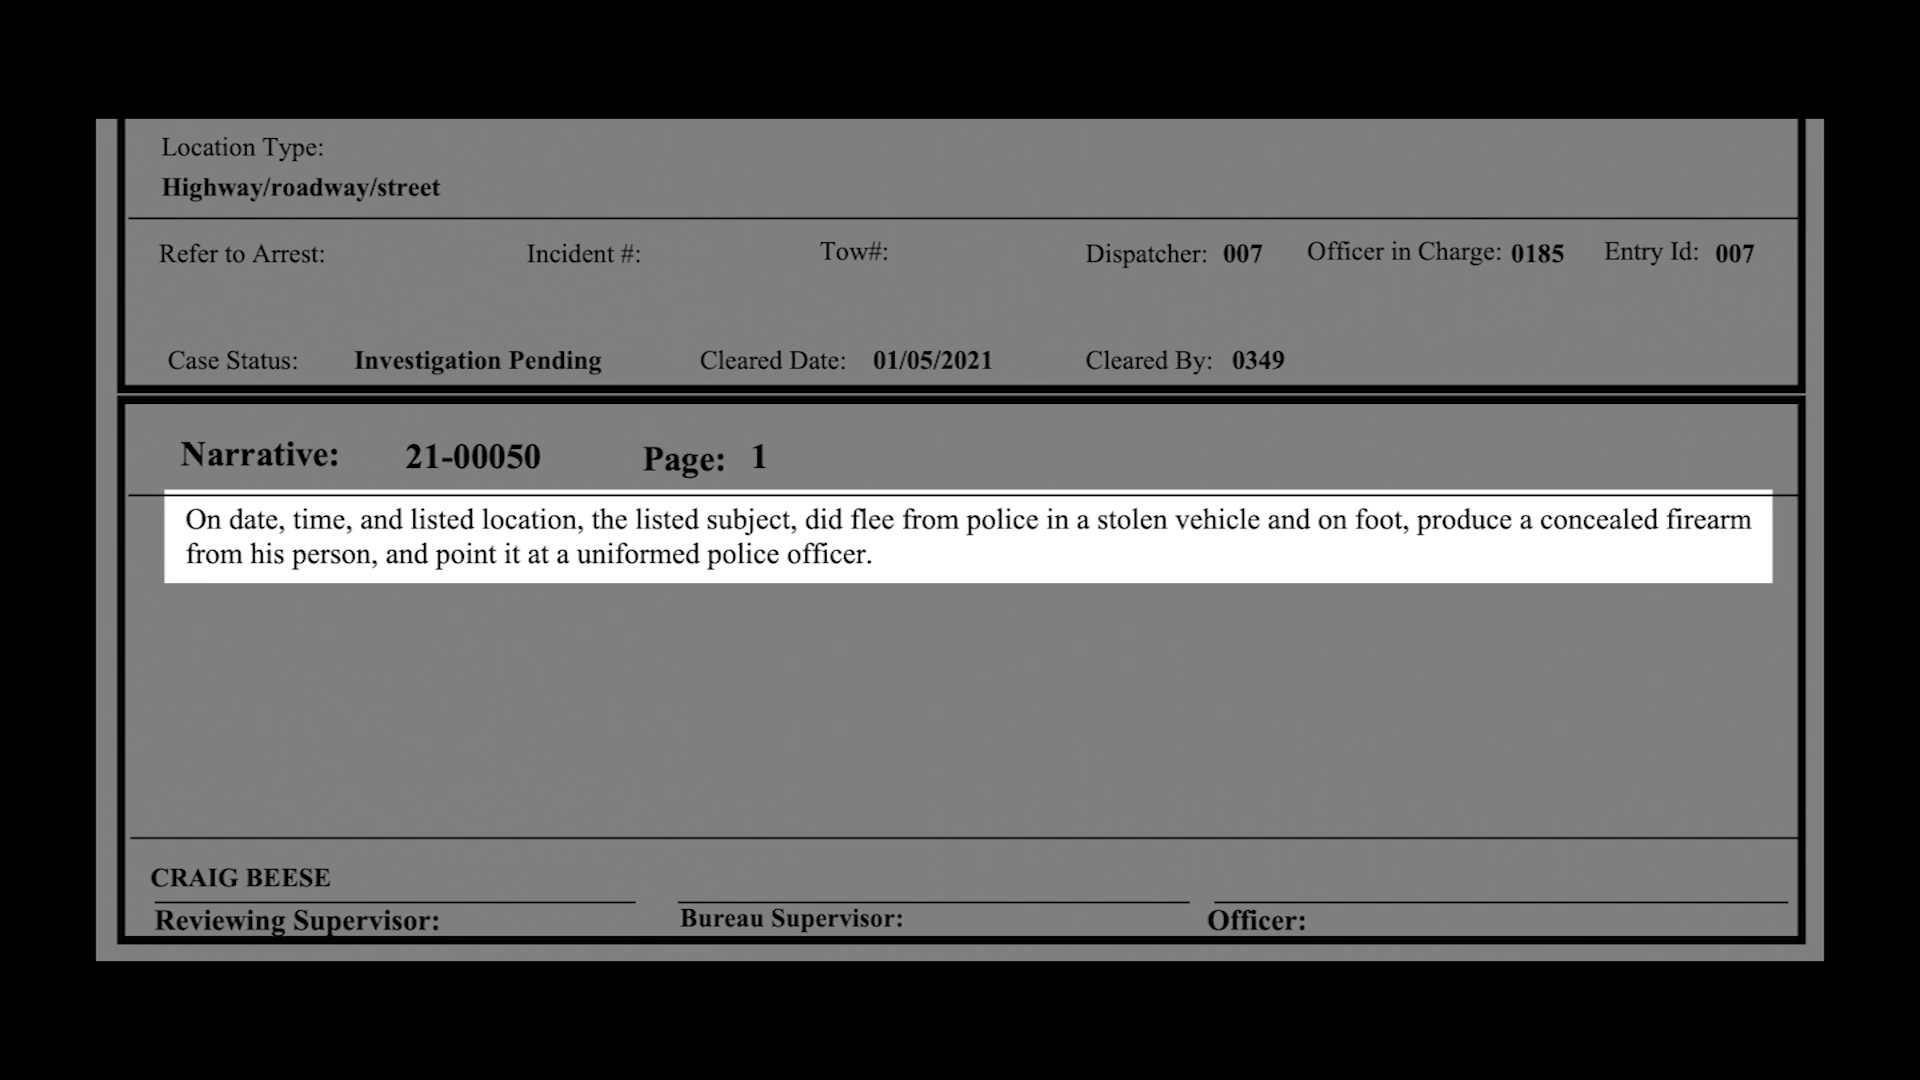 Location Type:
Highway/roadway/street
Refer to Arrest: Incident #: Tow#: Dispatcher: 007 Officer in Charge: 0185 Entry Id: 007
Case Status: Investigation Pending Cleared Date: 01/05/2021 Cleared By: 0349
Narrative: 21-00050 Page: 1
On date, time, and listed location, the listed subject, did flee from police in a stolen vehicle and on foot, produce a concealed firearm
from his person, and point it at a uniformed police officer.
CRAIG BEESE
Reviewing Supervisor: Bureau Supervisor: Officer: